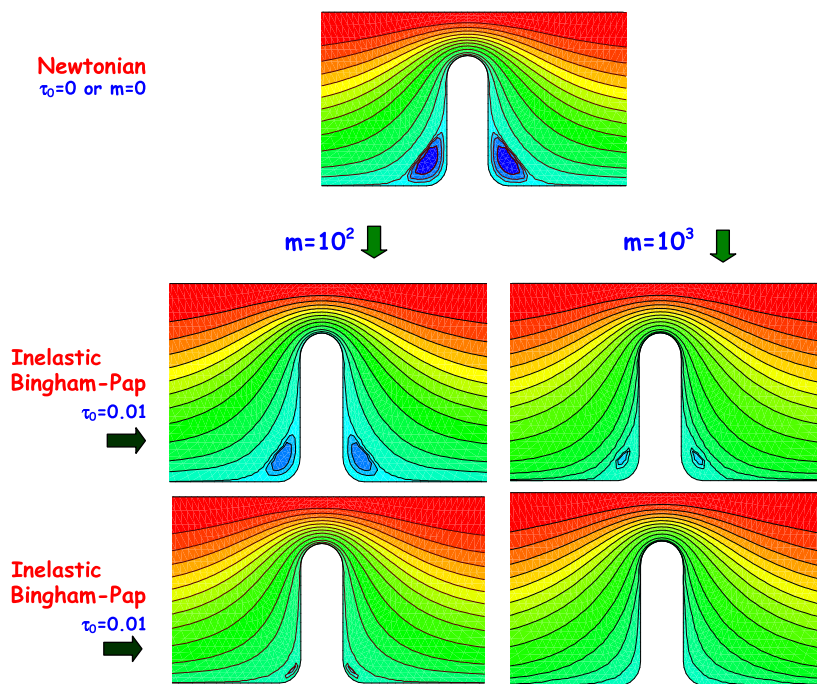 Newtonian
τ₀=0 or m=0
m=10² m=10³
Inelastic
Bingham-Pap
τ₀=0.01
Inelastic
Bingham-Pap
τ₀=0.01